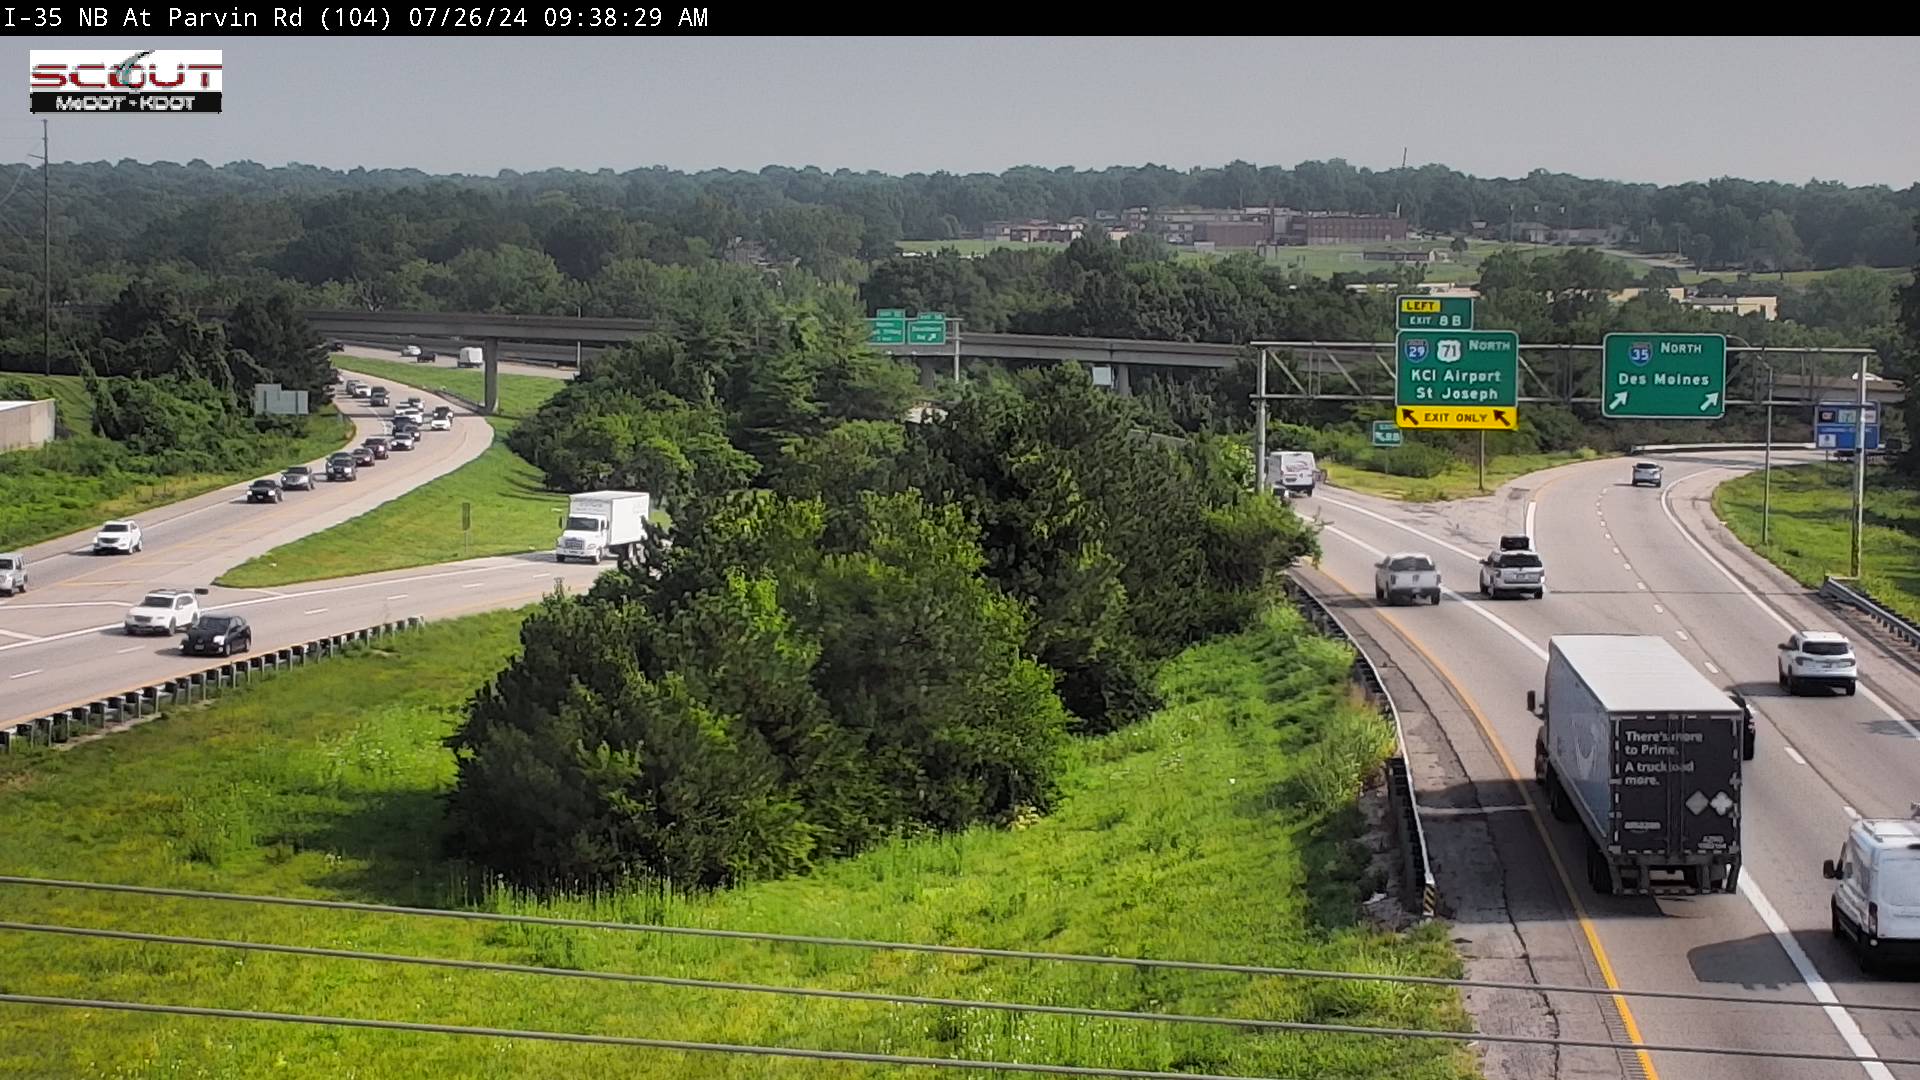 I-35 NB At Parvin Rd (104) 07/26/24 09:38:29 AM
SCOUT
MoDOT - KDOT
LEFT
EXIT 8B
29 71 NORTH
KCI Airport
St Joseph
EXIT ONLY
35 NORTH
Des Moines
There's more
to Prime.
A truckload
more.